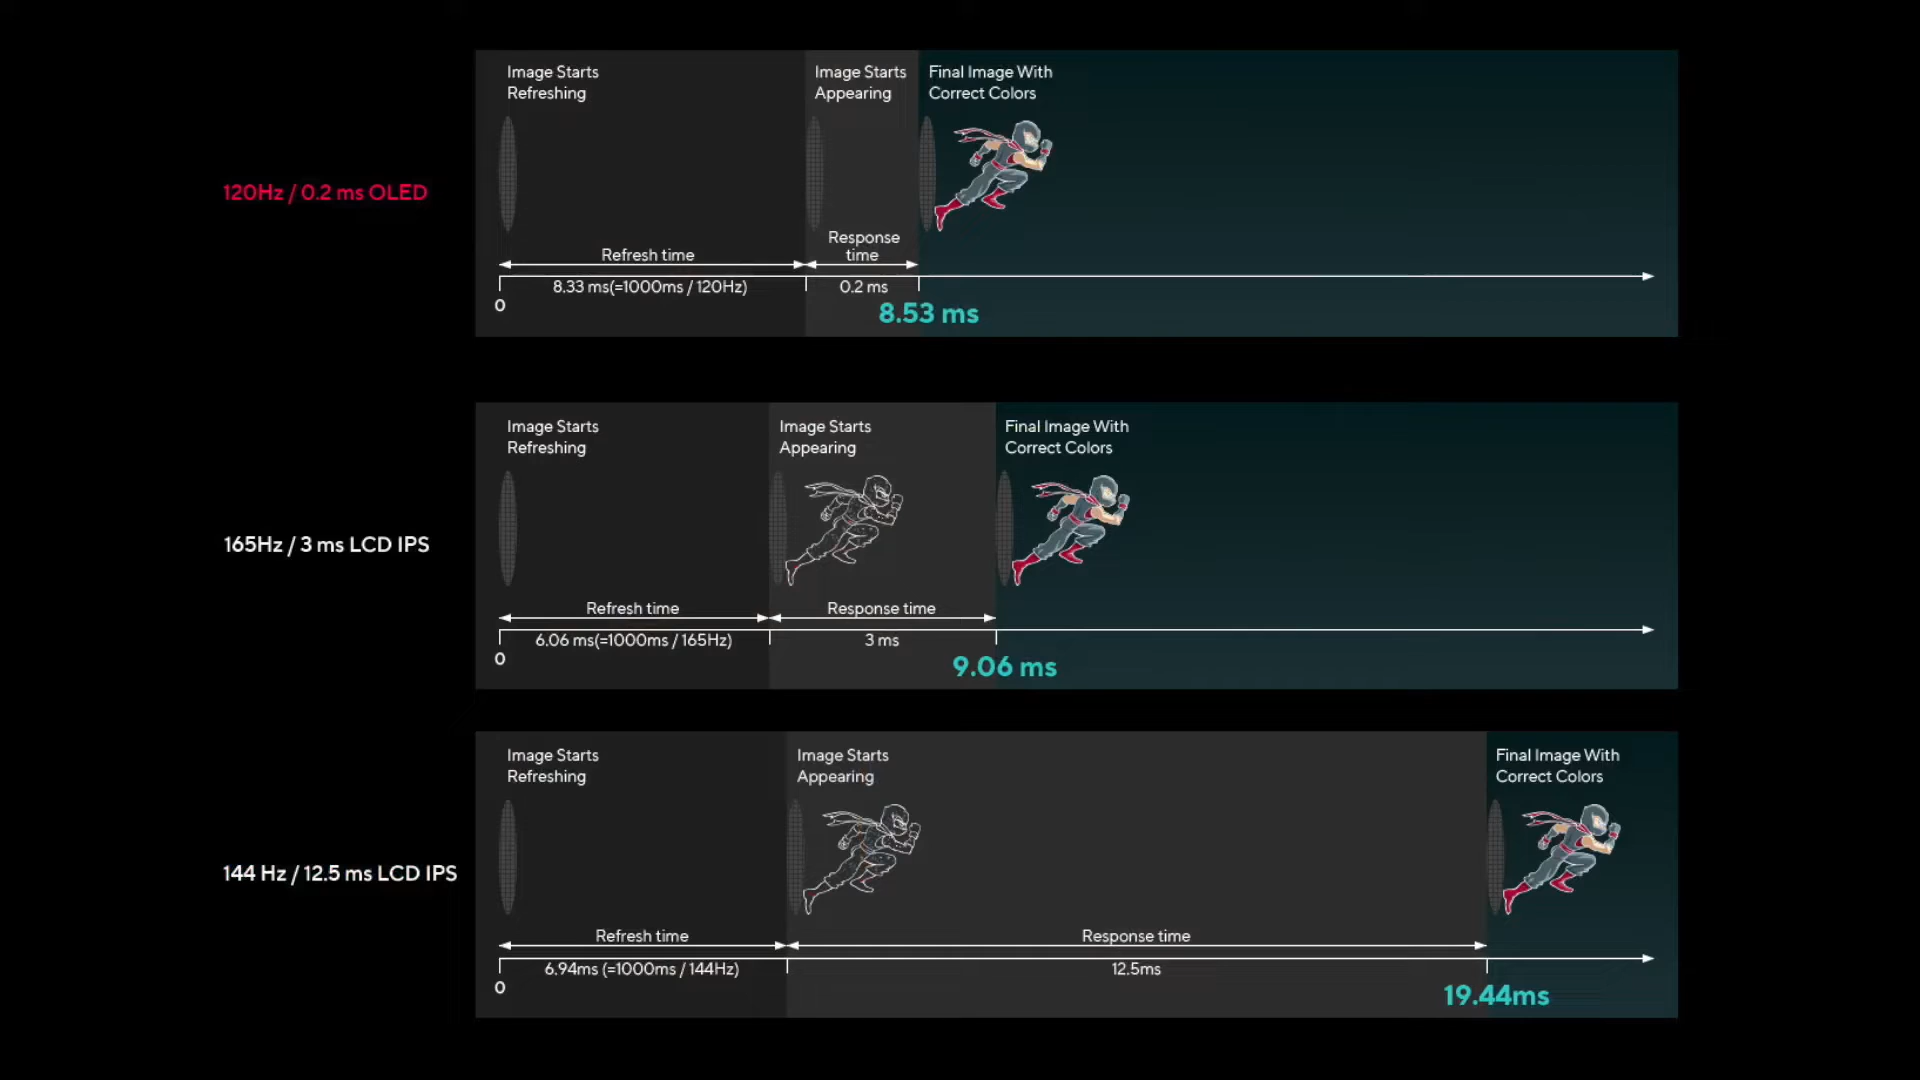 Image Starts
Refreshing
Image Starts
Appearing
Final Image With
Correct Colors
120Hz / 0.2 ms OLED
Refresh time
Response
time
8.33 ms(=1000ms / 120Hz)
0.2 ms
0
8.53 ms
Image Starts
Refreshing
Image Starts
Appearing
Final Image With
Correct Colors
165Hz / 3 ms LCD IPS
Refresh time
Response time
6.06 ms(=1000ms / 165Hz)
3 ms
0
9.06 ms
Image Starts
Refreshing
Image Starts
Appearing
Final Image With
Correct Colors
144 Hz / 12.5 ms LCD IPS
Refresh time
Response time
6.94ms (=1000ms / 144Hz)
12.5ms
0
19.44ms